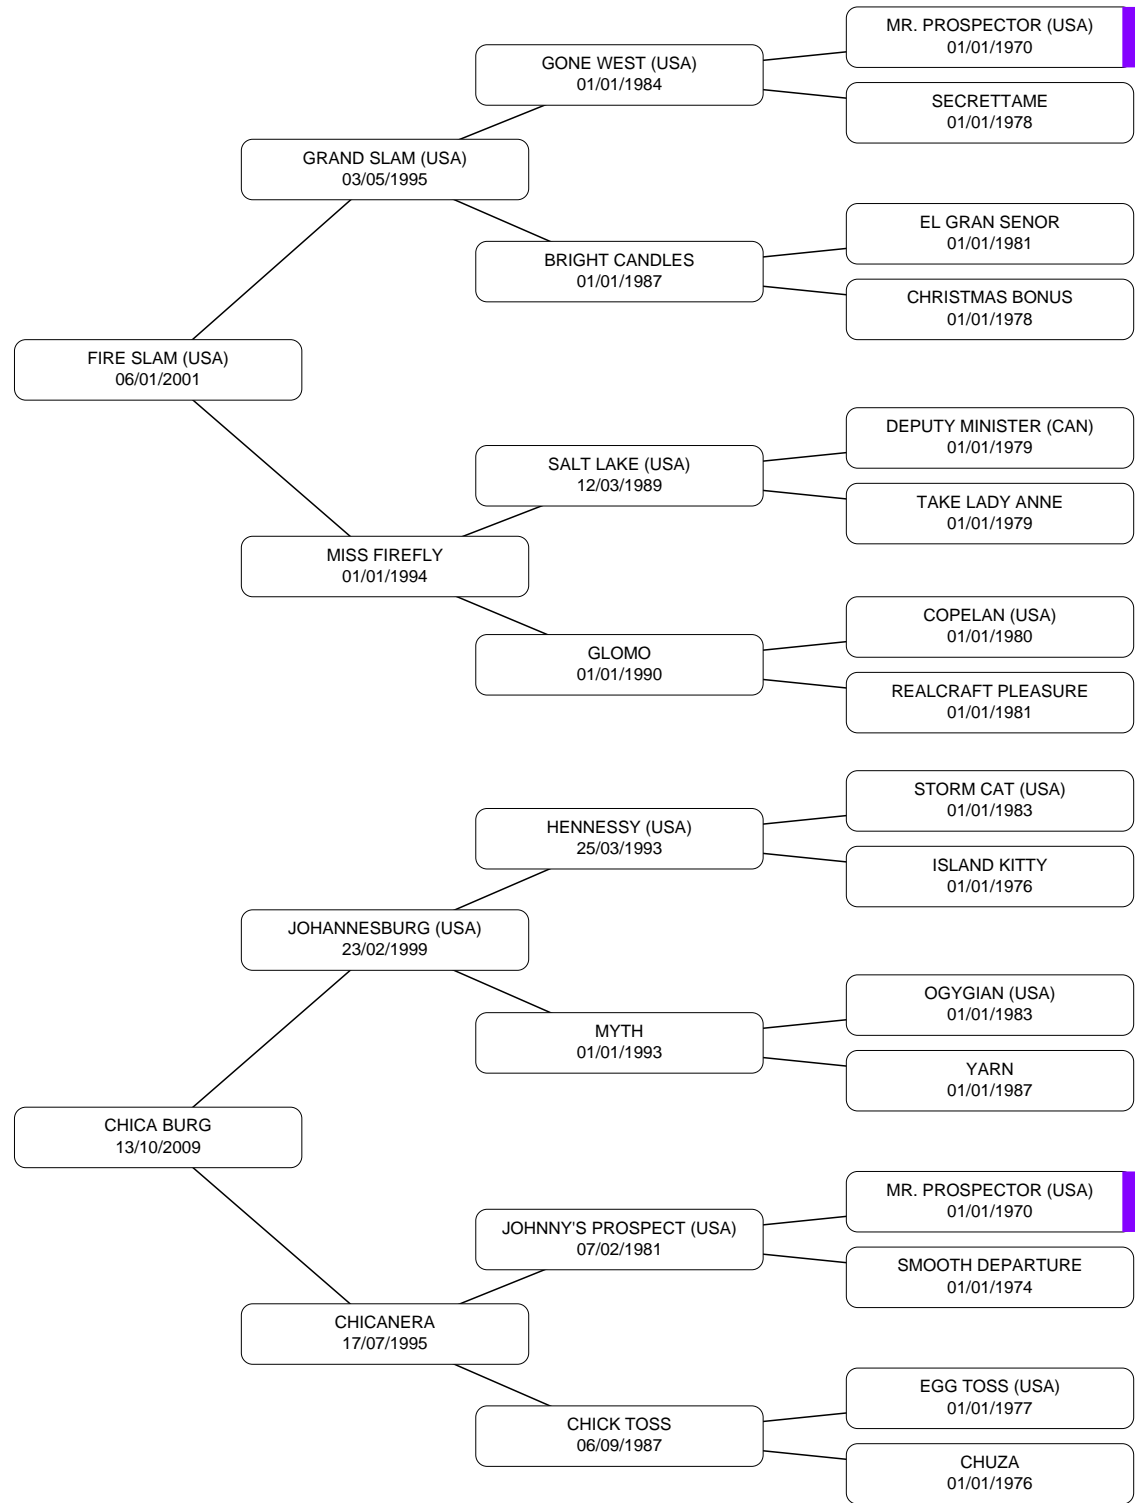 MR. PROSPECTOR (USA)
01/01/1970
GONE WEST (USA)
01/01/1984
SECRETTAME
01/01/1978
GRAND SLAM (USA)
03/05/1995
EL GRAN SENOR
01/01/1981
BRIGHT CANDLES
01/01/1987
CHRISTMAS BONUS
01/01/1978
FIRE SLAM (USA)
06/01/2001
DEPUTY MINISTER (CAN)
01/01/1979
SALT LAKE (USA)
12/03/1989
TAKE LADY ANNE
01/01/1979
MISS FIREFLY
01/01/1994
COPELAN (USA)
01/01/1980
GLOMO
01/01/1990
REALCRAFT PLEASURE
01/01/1981
STORM CAT (USA)
01/01/1983
HENNESSY (USA)
25/03/1993
ISLAND KITTY
01/01/1976
JOHANNESBURG (USA)
23/02/1999
OGYGIAN (USA)
01/01/1983
MYTH
01/01/1993
YARN
01/01/1987
CHICA BURG
13/10/2009
MR. PROSPECTOR (USA)
01/01/1970
JOHNNY'S PROSPECT (USA)
07/02/1981
SMOOTH DEPARTURE
01/01/1974
CHICANERA
17/07/1995
EGG TOSS (USA)
01/01/1977
CHICK TOSS
06/09/1987
CHUZA
01/01/1976